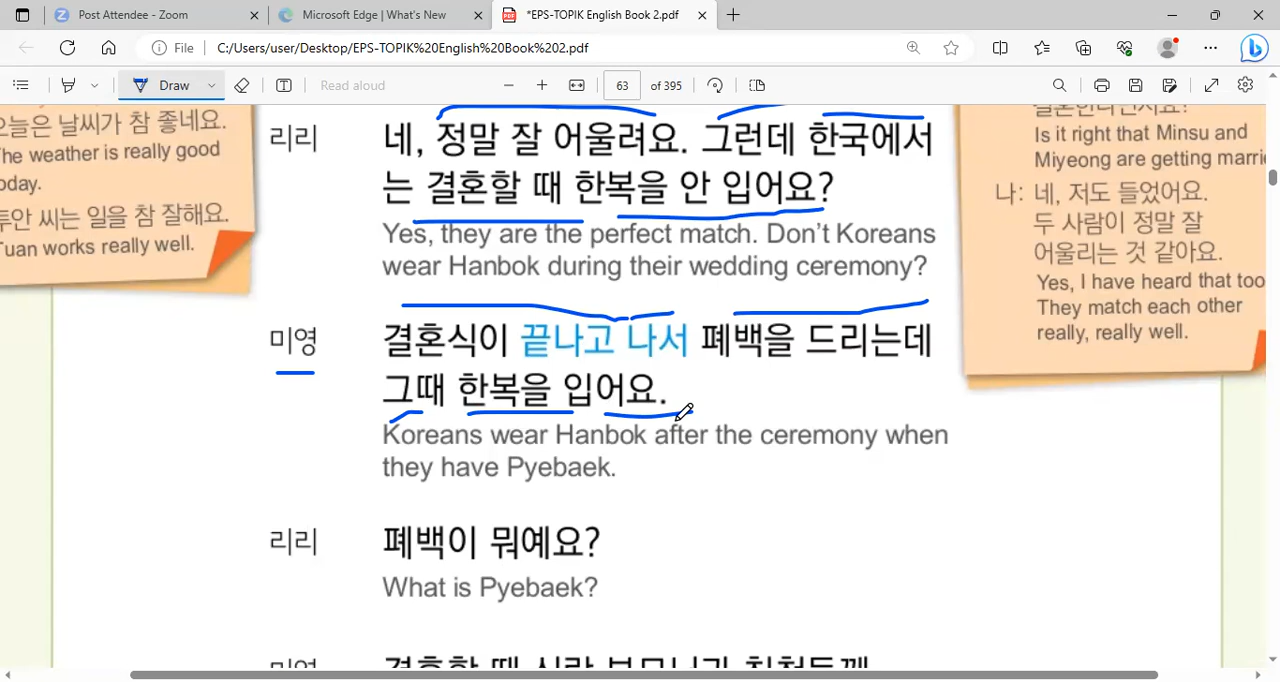 Post Attendee - Zoom
Microsoft Edge | What's New
*EPS-TOPIK English Book 2.pdf
File
C:/Users/user/Desktop/EPS-TOPIK%20English%20Book%202.pdf
Draw
Read aloud
63 of 395
오늘은 날씨가 참 좋네요.
The weather is really good
oday.
투안 씨는 일을 참 잘해요.
Tuan works really well.
리리
네, 정말 잘 어울려요. 그런데 한국에서
는 결혼할 때 한복을 안 입어요?
Yes, they are the perfect match. Don't Koreans
wear Hanbok during their wedding ceremony?
미영
결혼식이 끝나고 나서 폐백을 드리는데
그때 한복을 입어요.
Koreans wear Hanbok after the ceremony when
they have Pyebaek.
리리
폐백이 뭐예요?
What is Pyebaek?
Is it right that Minsu and
Miyeong are getting marri
나: 네, 저도 들었어요.
두 사람이 정말 잘
어울리는 것 같아요.
Yes, I have heard that too
They match each other
really, really well.